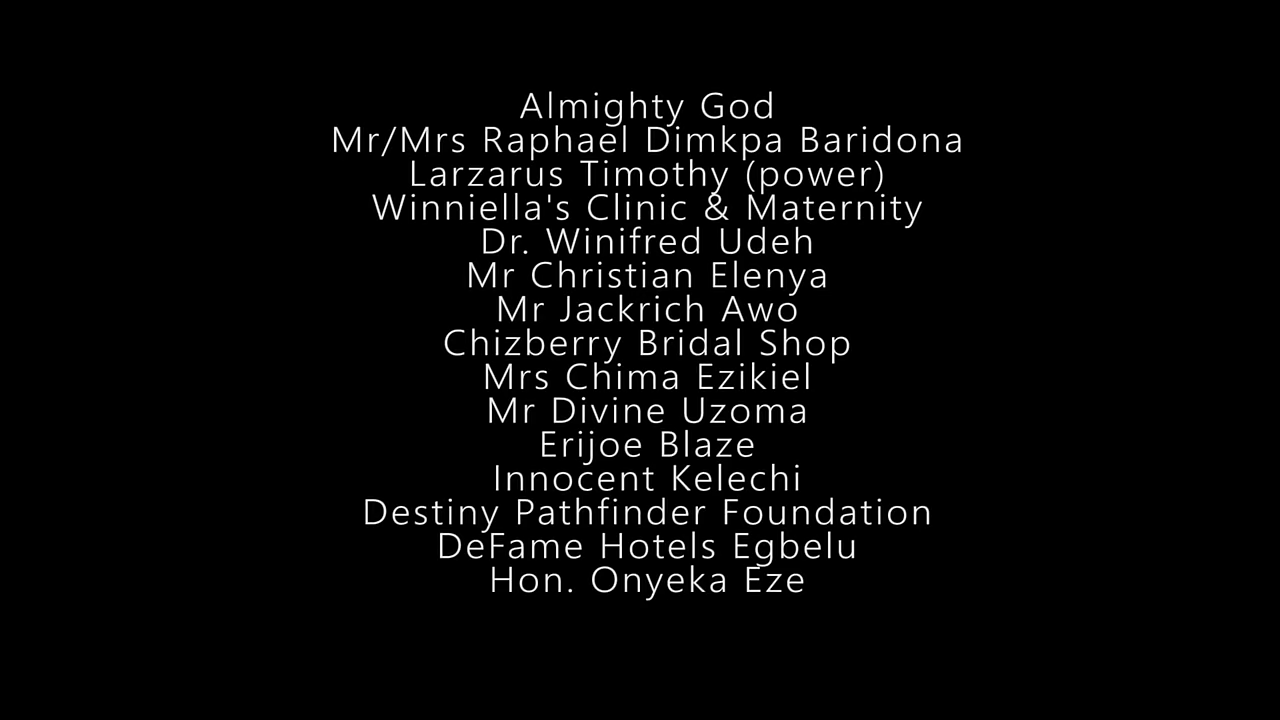 Almighty God
Mr/Mrs Raphael Dimkpa Baridona
Larzarus Timothy (power)
Winniella's Clinic & Maternity
Dr. Winifred Udeh
Mr Christian Elenya
Mr Jackrich Awo
Chizberry Bridal Shop
Mrs Chima Ezikiel
Mr Divine Uzoma
Erijoe Blaze
Innocent Kelechi
Destiny Pathfinder Foundation
DeFame Hotels Egbelu
Hon. Onyeka Eze